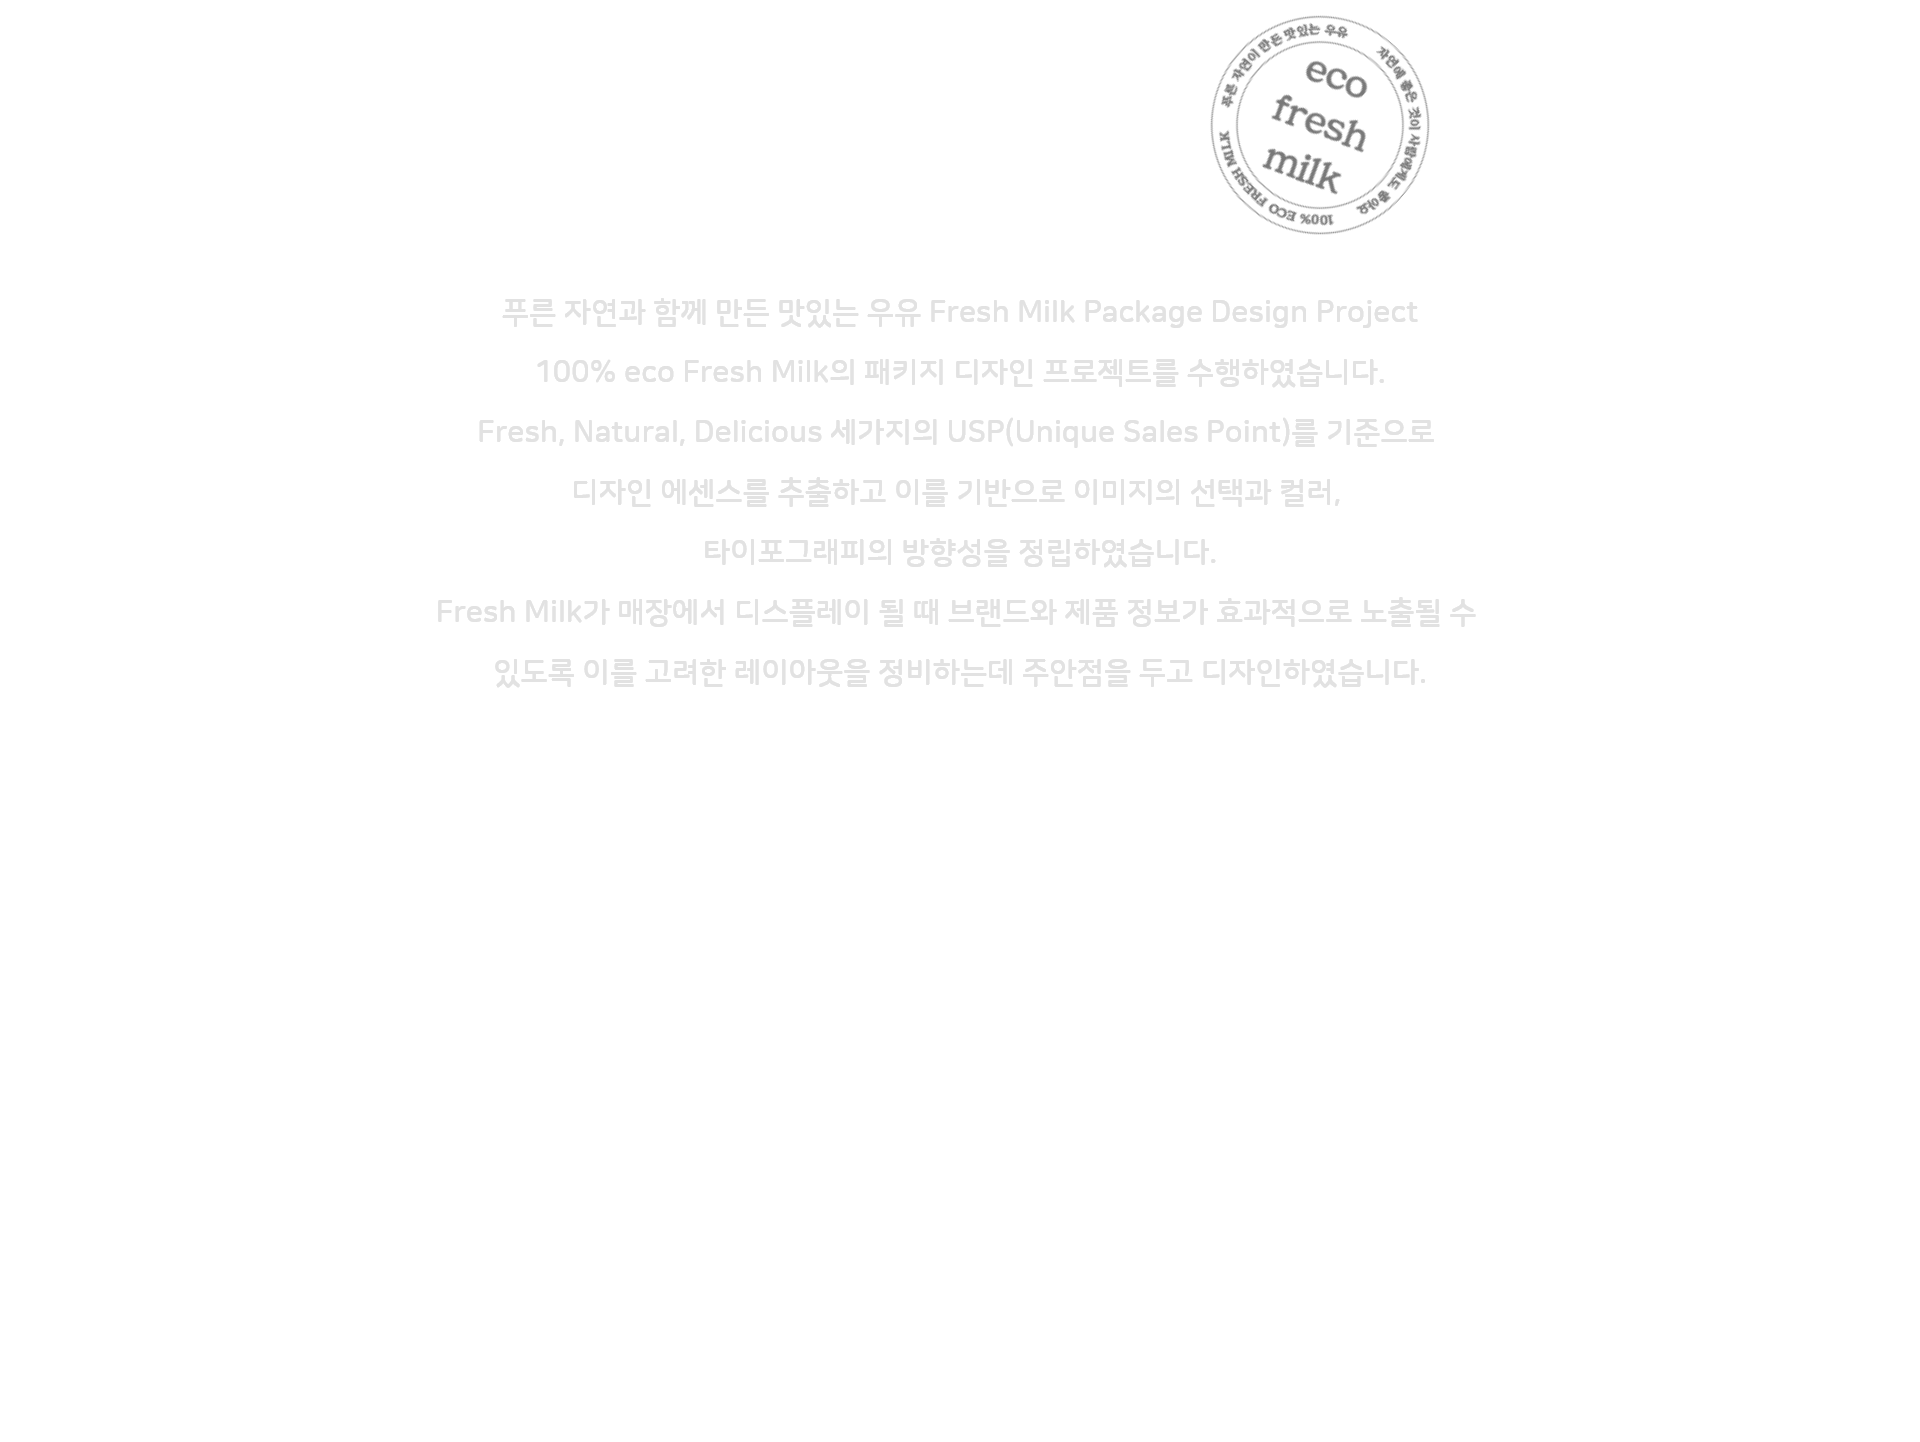 푸른 자연이 만든 맛있는 우유
자연에 좋은 것이 사람에게도 좋아요
100% ECO FRESH MILK
eco
fresh
milk
푸른 자연과 함께 만든 맛있는 우유 Fresh Milk Package Design Project
100% eco Fresh Milk의 패키지 디자인 프로젝트를 수행하였습니다.
Fresh, Natural, Delicious 세가지의 USP(Unique Sales Point)를 기준으로
디자인 에센스를 추출하고 이를 기반으로 이미지의 선택과 컬러,
타이포그래피의 방향성을 정립하였습니다.
Fresh Milk가 매장에서 디스플레이 될 때 브랜드와 제품 정보가 효과적으로 노출될 수
있도록 이를 고려한 레이아웃을 정비하는데 주안점을 두고 디자인하였습니다.